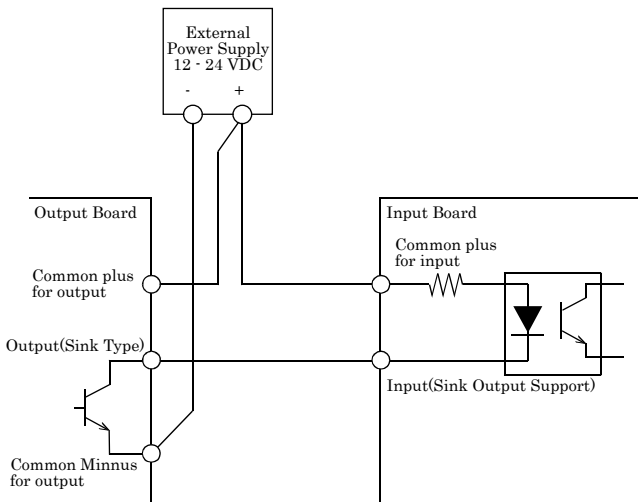 External
Power Supply
12 - 24 VDC
- +
Output Board
Input Board
Common plus
for output
Common plus
for input
Output(Sink Type)
Input(Sink Output Support)
Common Minnus
for output